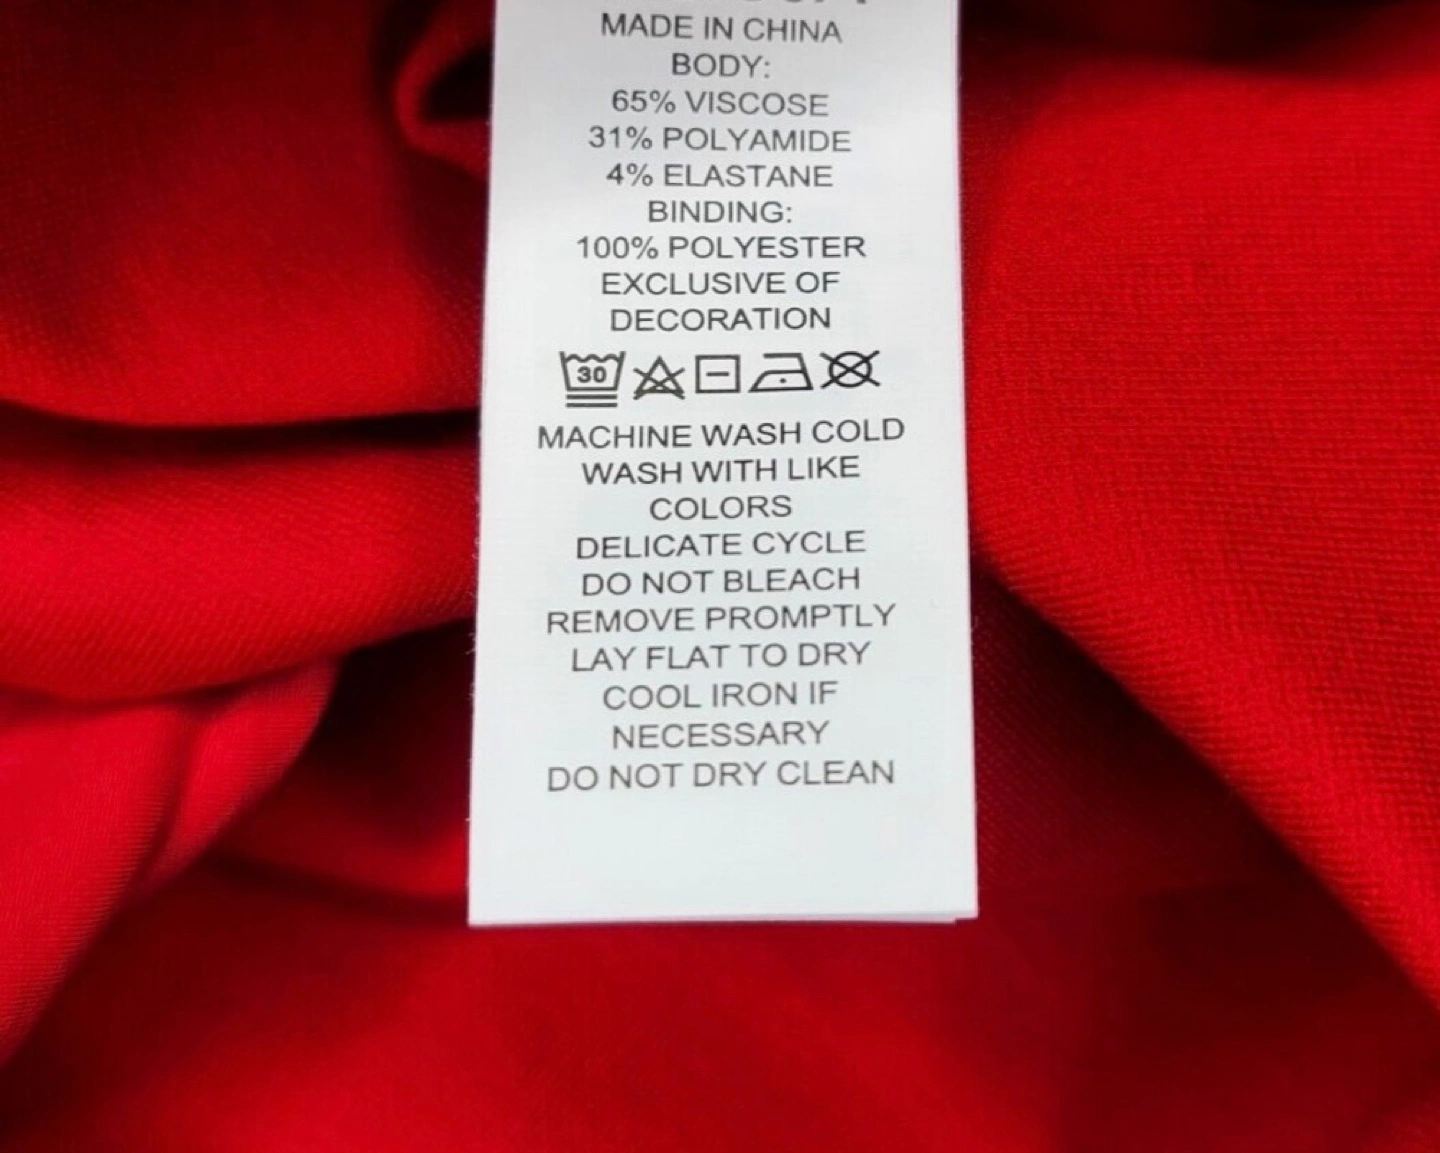 MADE IN CHINA
BODY:
65% VISCOSE
31% POLYAMIDE
4% ELASTANE
BINDING:
100% POLYESTER
EXCLUSIVE OF
DECORATION
30
MACHINE WASH COLD
WASH WITH LIKE
COLORS
DELICATE CYCLE
DO NOT BLEACH
REMOVE PROMPTLY
LAY FLAT TO DRY
COOL IRON IF
NECESSARY
DO NOT DRY CLEAN